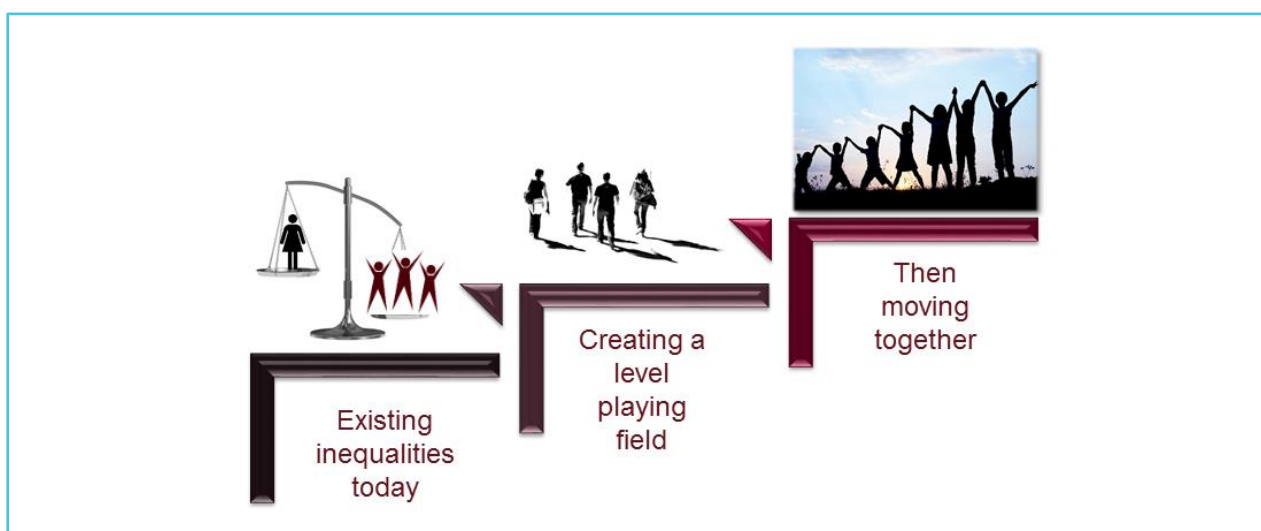 Existing
inequalities
today
Creating a
level
playing
field
Then
moving
together